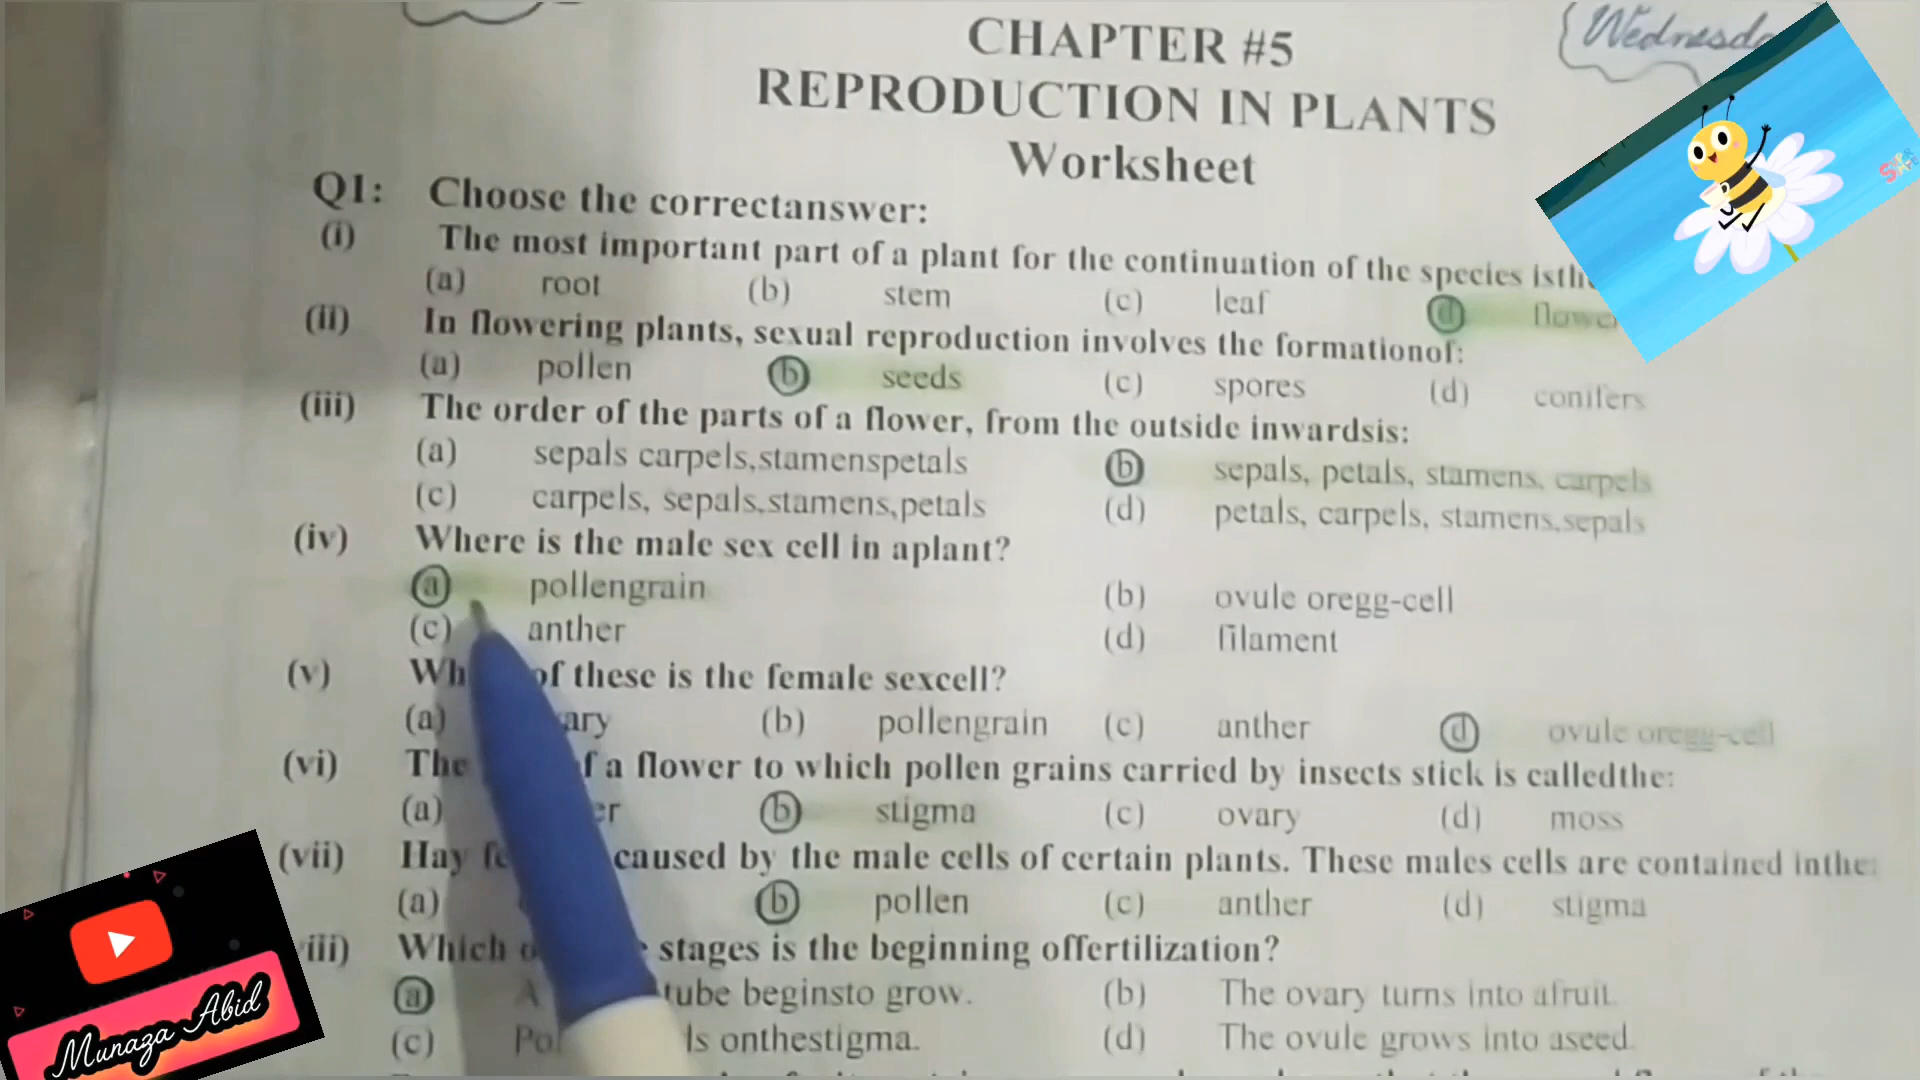 Wednesda
CHAPTER #5
REPRODUCTION IN PLANTS
Worksheet
Q1: Choose the correctanswer:
(i) The most important part of a plant for the continuation of the species isth
(a) root (b) stem (c) leaf (d) flower
(ii) In flowering plants, sexual reproduction involves the formationof:
(a) pollen (b) seeds (c) spores (d) conifers
(iii) The order of the parts of a flower, from the outside inwardsis:
(a) sepals carpels,stamenspetals (b) sepals, petals, stamens, carpels
(c) carpels, sepals,stamens,petals (d) petals, carpels, stamens,sepals
(iv) Where is the male sex cell in aplant?
(a) pollengrain (b) ovule oregg-cell
(c) anther (d) filament
(v) Wh of these is the female sexcell?
(a) ary (b) pollengrain (c) anther (d) ovule oregg-cell
(vi) The f a flower to which pollen grains carried by insects stick is calledthe:
(a) er (b) stigma (c) ovary (d) moss
(vii) Hay fe caused by the male cells of certain plants. These males cells are contained inthe:
(a) (b) pollen (c) anther (d) stigma
iii) Which o stages is the beginning offertilization?
(a) A tube beginsto grow. (b) The ovary turns into afruit.
(c) Pol ls onthestigma. (d) The ovule grows into aseed.
Munaza Abid